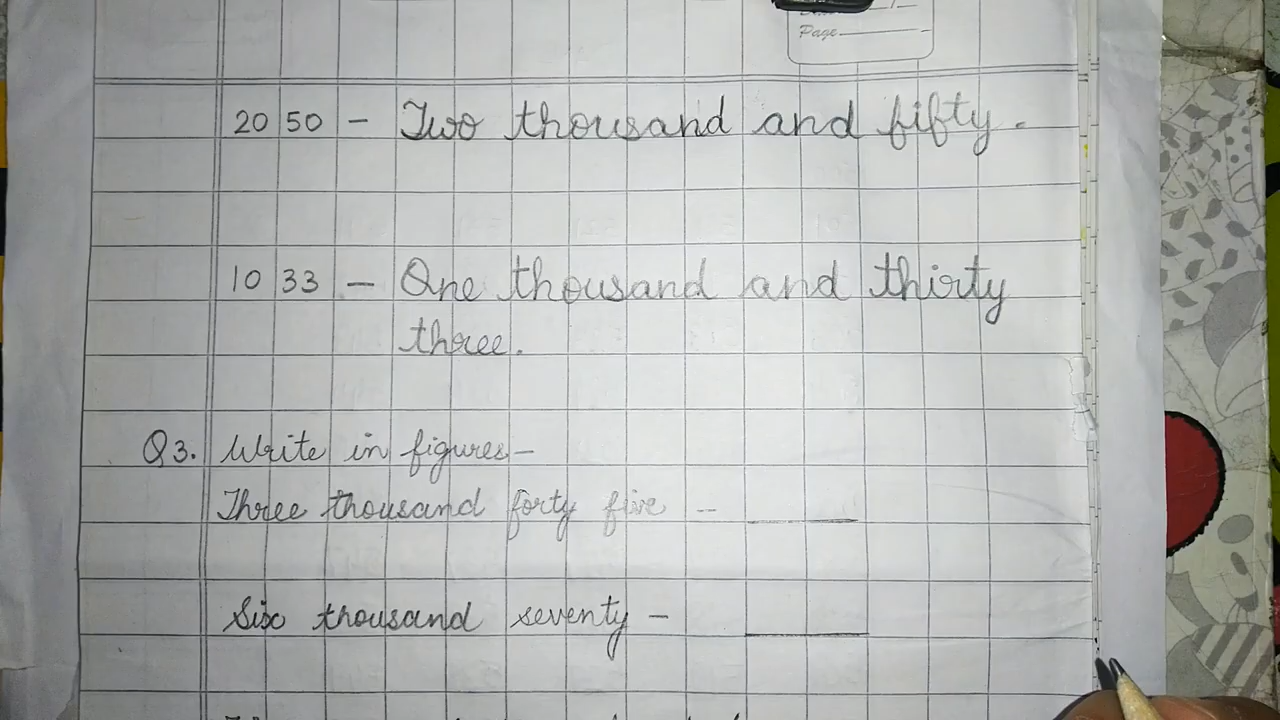 Page
2050 - Two thousand and fifty.
1033 - One thousand and thirty
three.
Q3. Write in figures-
Three thousand forty five - ______
Six thousand seventy - ______